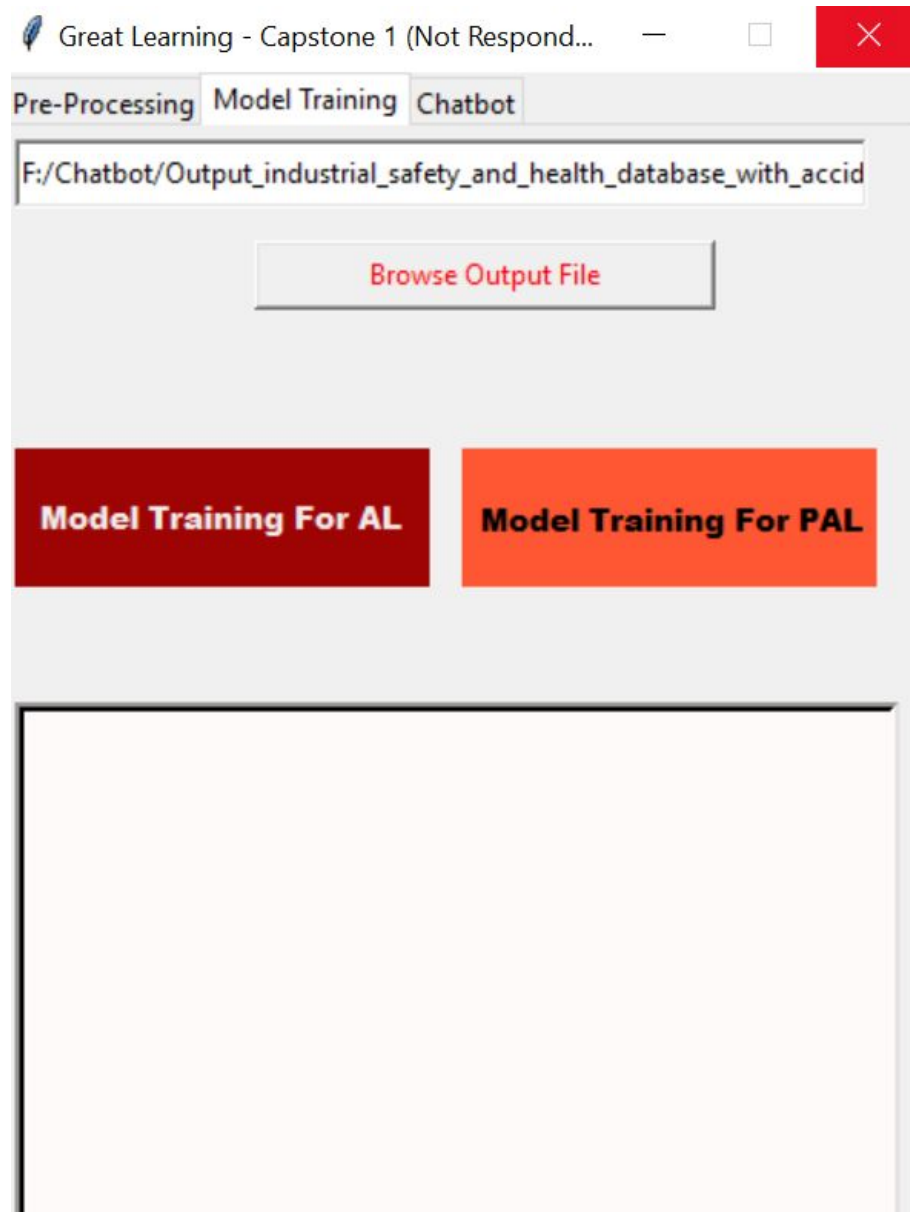 Great Learning - Capstone 1 (Not Respond...
Pre-Processing Model Training Chatbot
F:/Chatbot/Output_industrial_safety_and_health_database_with_accid
Browse Output File
Model Training For AL Model Training For PAL